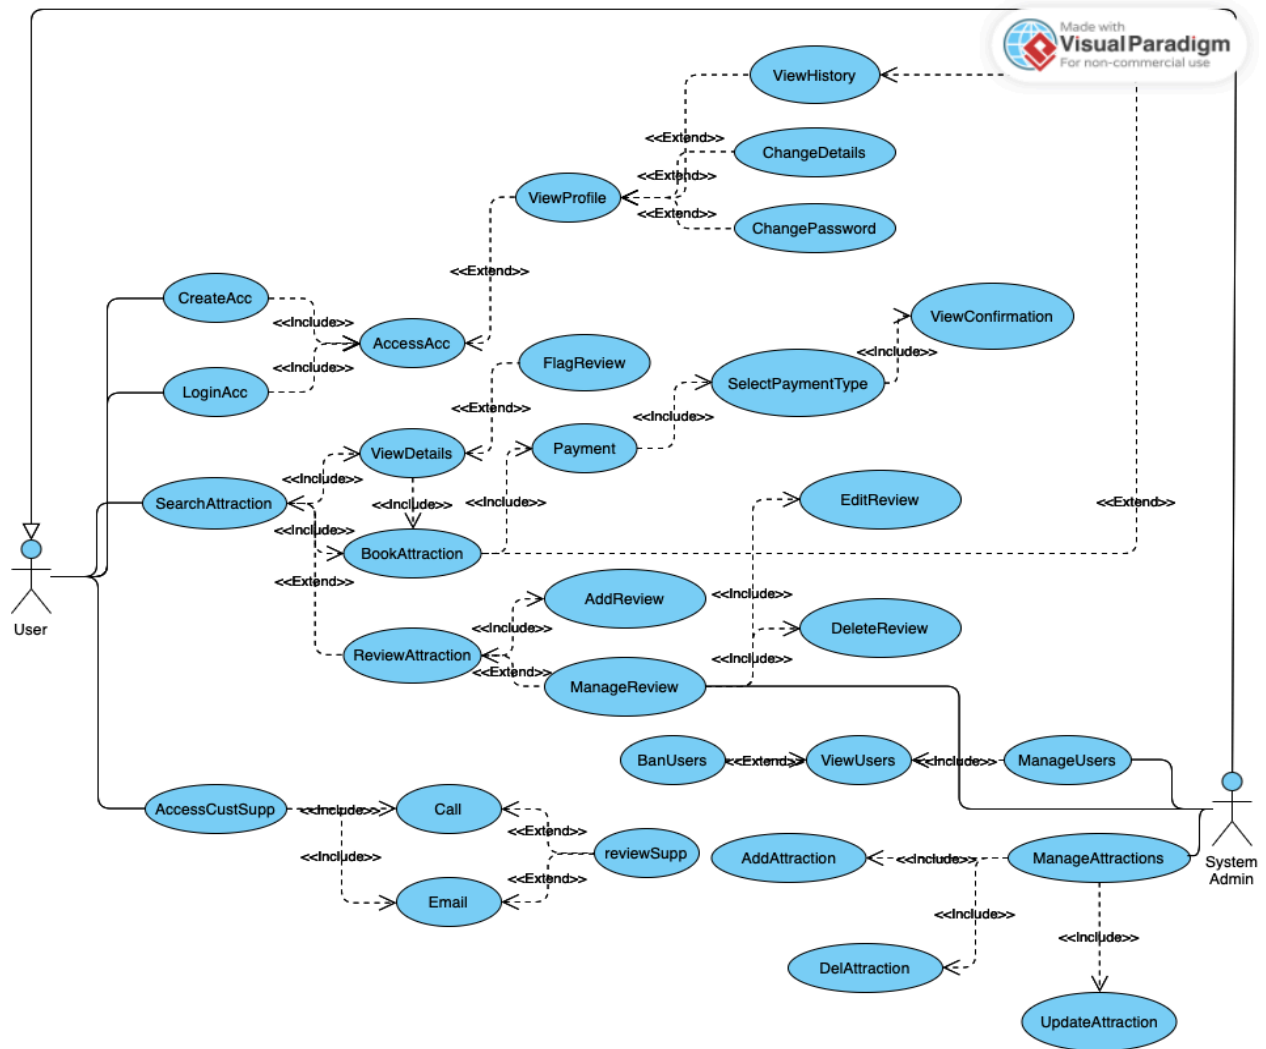 Made with
Visual Paradigm
For non-commercial use
ViewHistory
<<Extend>>
ChangeDetails
<<Extend>>
ViewProfile
<<Extend>>
ChangePassword
<<Extend>>
CreateAcc
<<Include>>
AccessAcc
ViewConfirmation
<<Include>>
FlagReview
<<Include>>
SelectPaymentType
LoginAcc
<<Extend>>
<<Include>>
ViewDetails
Payment
<<Include>>
SearchAttraction
<<Include>>
<<Include>>
EditReview
<<Extend>>
<<Include>>
BookAttraction
<<Extend>>
AddReview
<<Include>>
User
<<Include>>
DeleteReview
ReviewAttraction
<<Include>>
<<Extend>>
ManageReview
BanUsers
<<Extend>>
ViewUsers
<<Include>>
ManageUsers
AccessCustSupp
<<Include>>
Call
<<Extend>>
<<Include>>
reviewSupp
AddAttraction
<<Include>>
ManageAttractions
System
Admin
<<Extend>>
Email
<<Include>>
<<Include>>
DelAttraction
UpdateAttraction